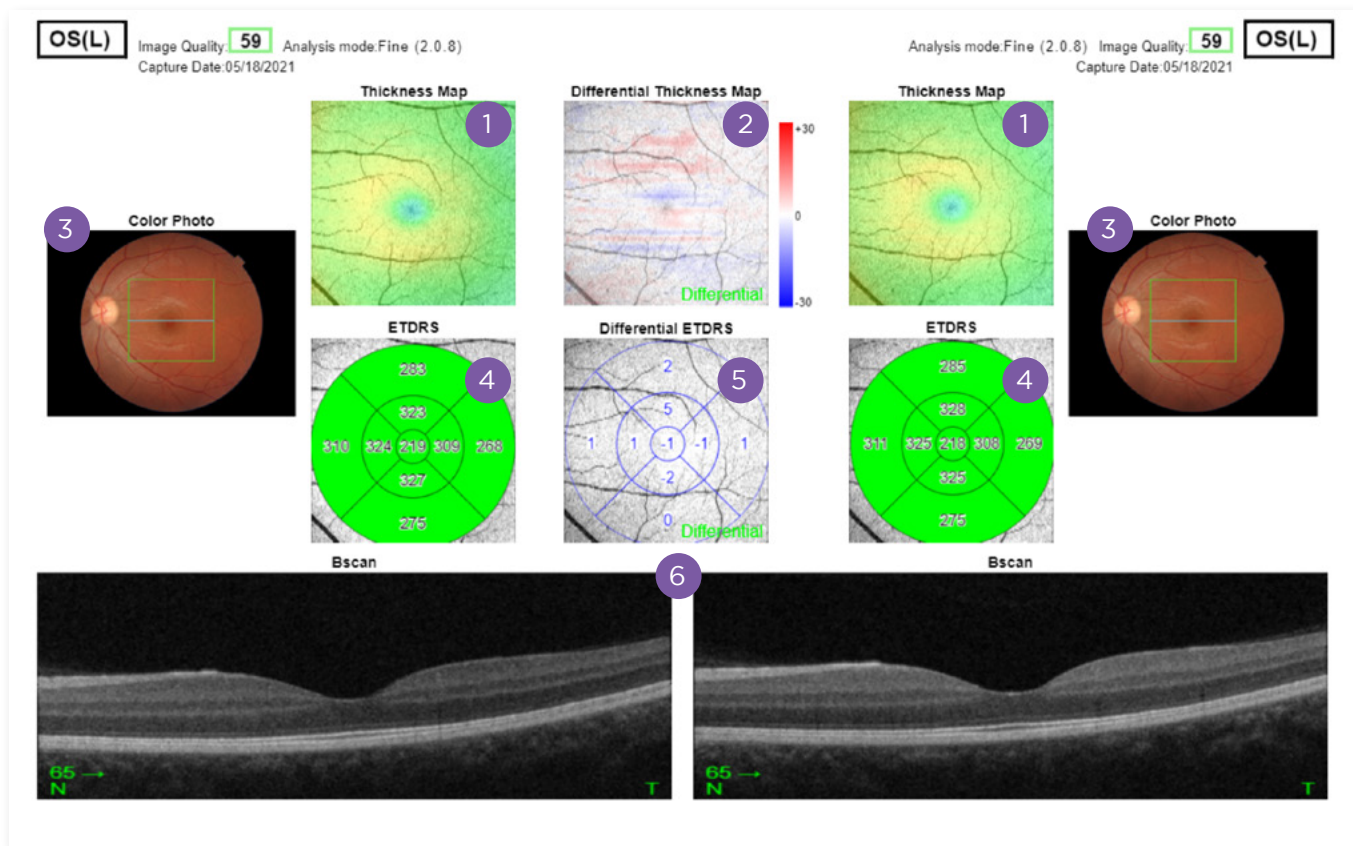 OS(L) Image Quality: 59 Analysis mode:Fine (2.0.8)
Capture Date:05/18/2021
Analysis mode:Fine (2.0.8) Image Quality: 59 OS(L)
Capture Date:05/18/2021
Thickness Map
1
Differential Thickness Map
2
+30
0
-30
Differential
Thickness Map
1
3
Color Photo
3
Color Photo
ETDRS
4
283
323
310 324 219 309 268
327
275
Differential ETDRS
5
2
5
1 1 -1 -1 1
-2
0
Differential
ETDRS
4
285
328
311 325 218 308 269
325
275
6
Bscan
65 →
N T
Bscan
65 →
N T